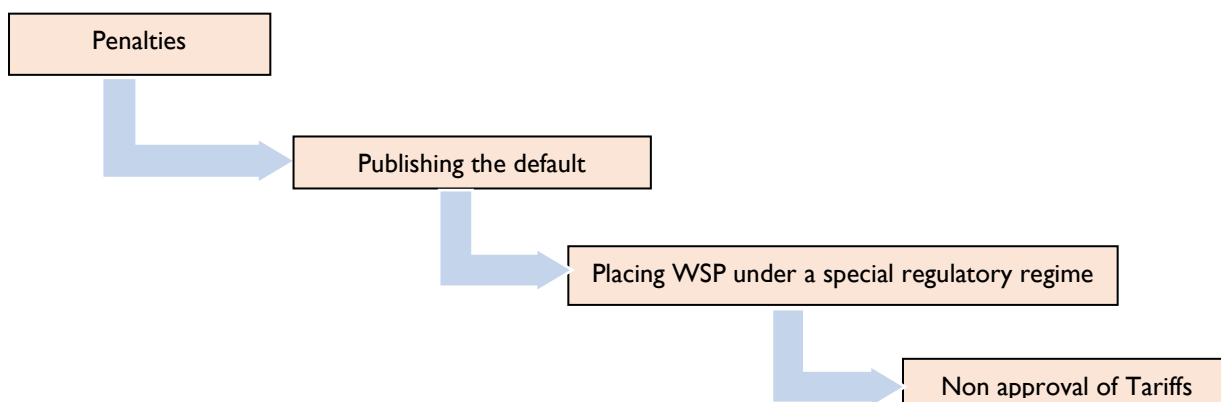 Penalties
Publishing the default
Placing WSP under a special regulatory regime
Non approval of Tariffs